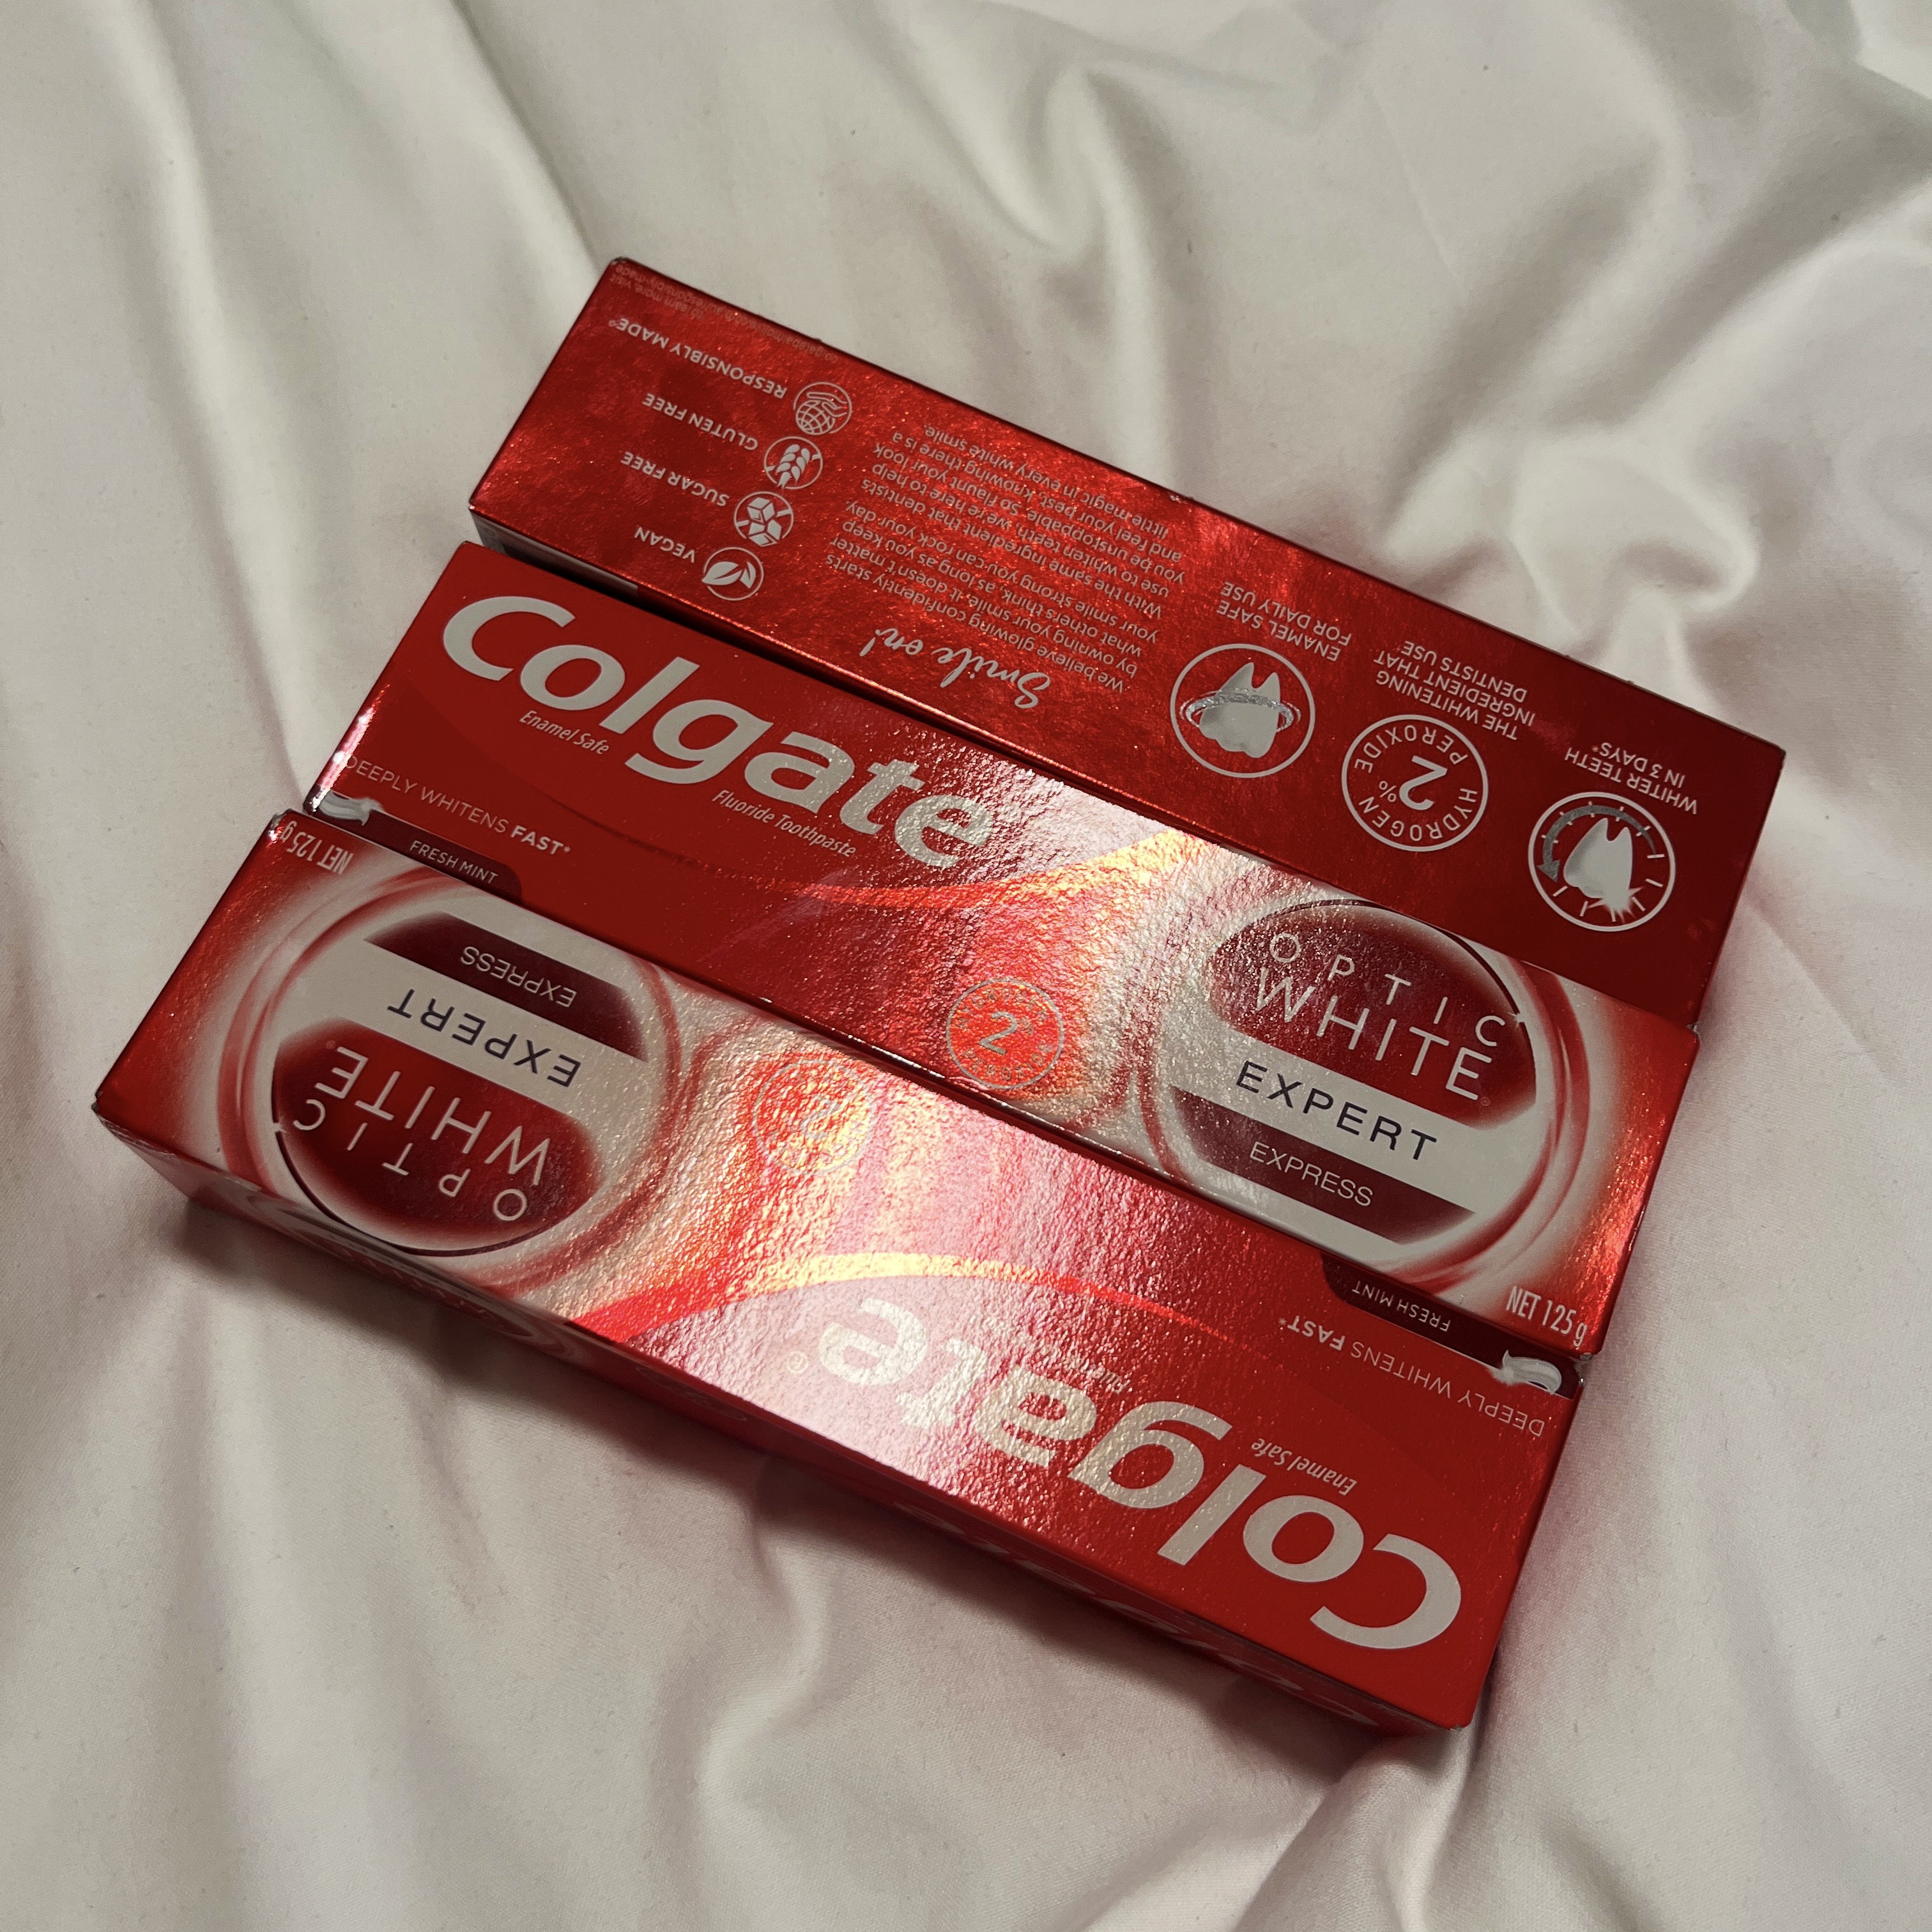 RESPONSIBLY MADE°
GLUTEN FREE
SUGAR FREE
VEGAN
Smile on!
We believe glowing confidently starts
by owning your smile, it doesn't matter
what others think, as long as you keep
your smile strong you can rock your day.
With the same ingredient that dentists
use to whiten teeth, we're here to help
you be unstoppable. So flaunt your look
and feel your best, knowing there is a
little magic in every white smile.
ENAMEL SAFE
FOR DAILY USE
2%
HYDROGEN
PEROXIDE
THE WHITENING
INGREDIENT THAT
DENTISTS USE
WHITER TEETH
IN 3 DAYS*
Colgate
Enamel Safe
Fluoride Toothpaste
DEEPLY WHITENS FAST*
FRESH MINT
2
OPTIC
WHITE®
EXPERT
EXPRESS
NET 125 g
Colgate®
Enamel Safe
DEEPLY WHITENS FAST*
FRESH MINT
OPTIC
WHITE®
EXPERT
EXPRESS
NET 125 g